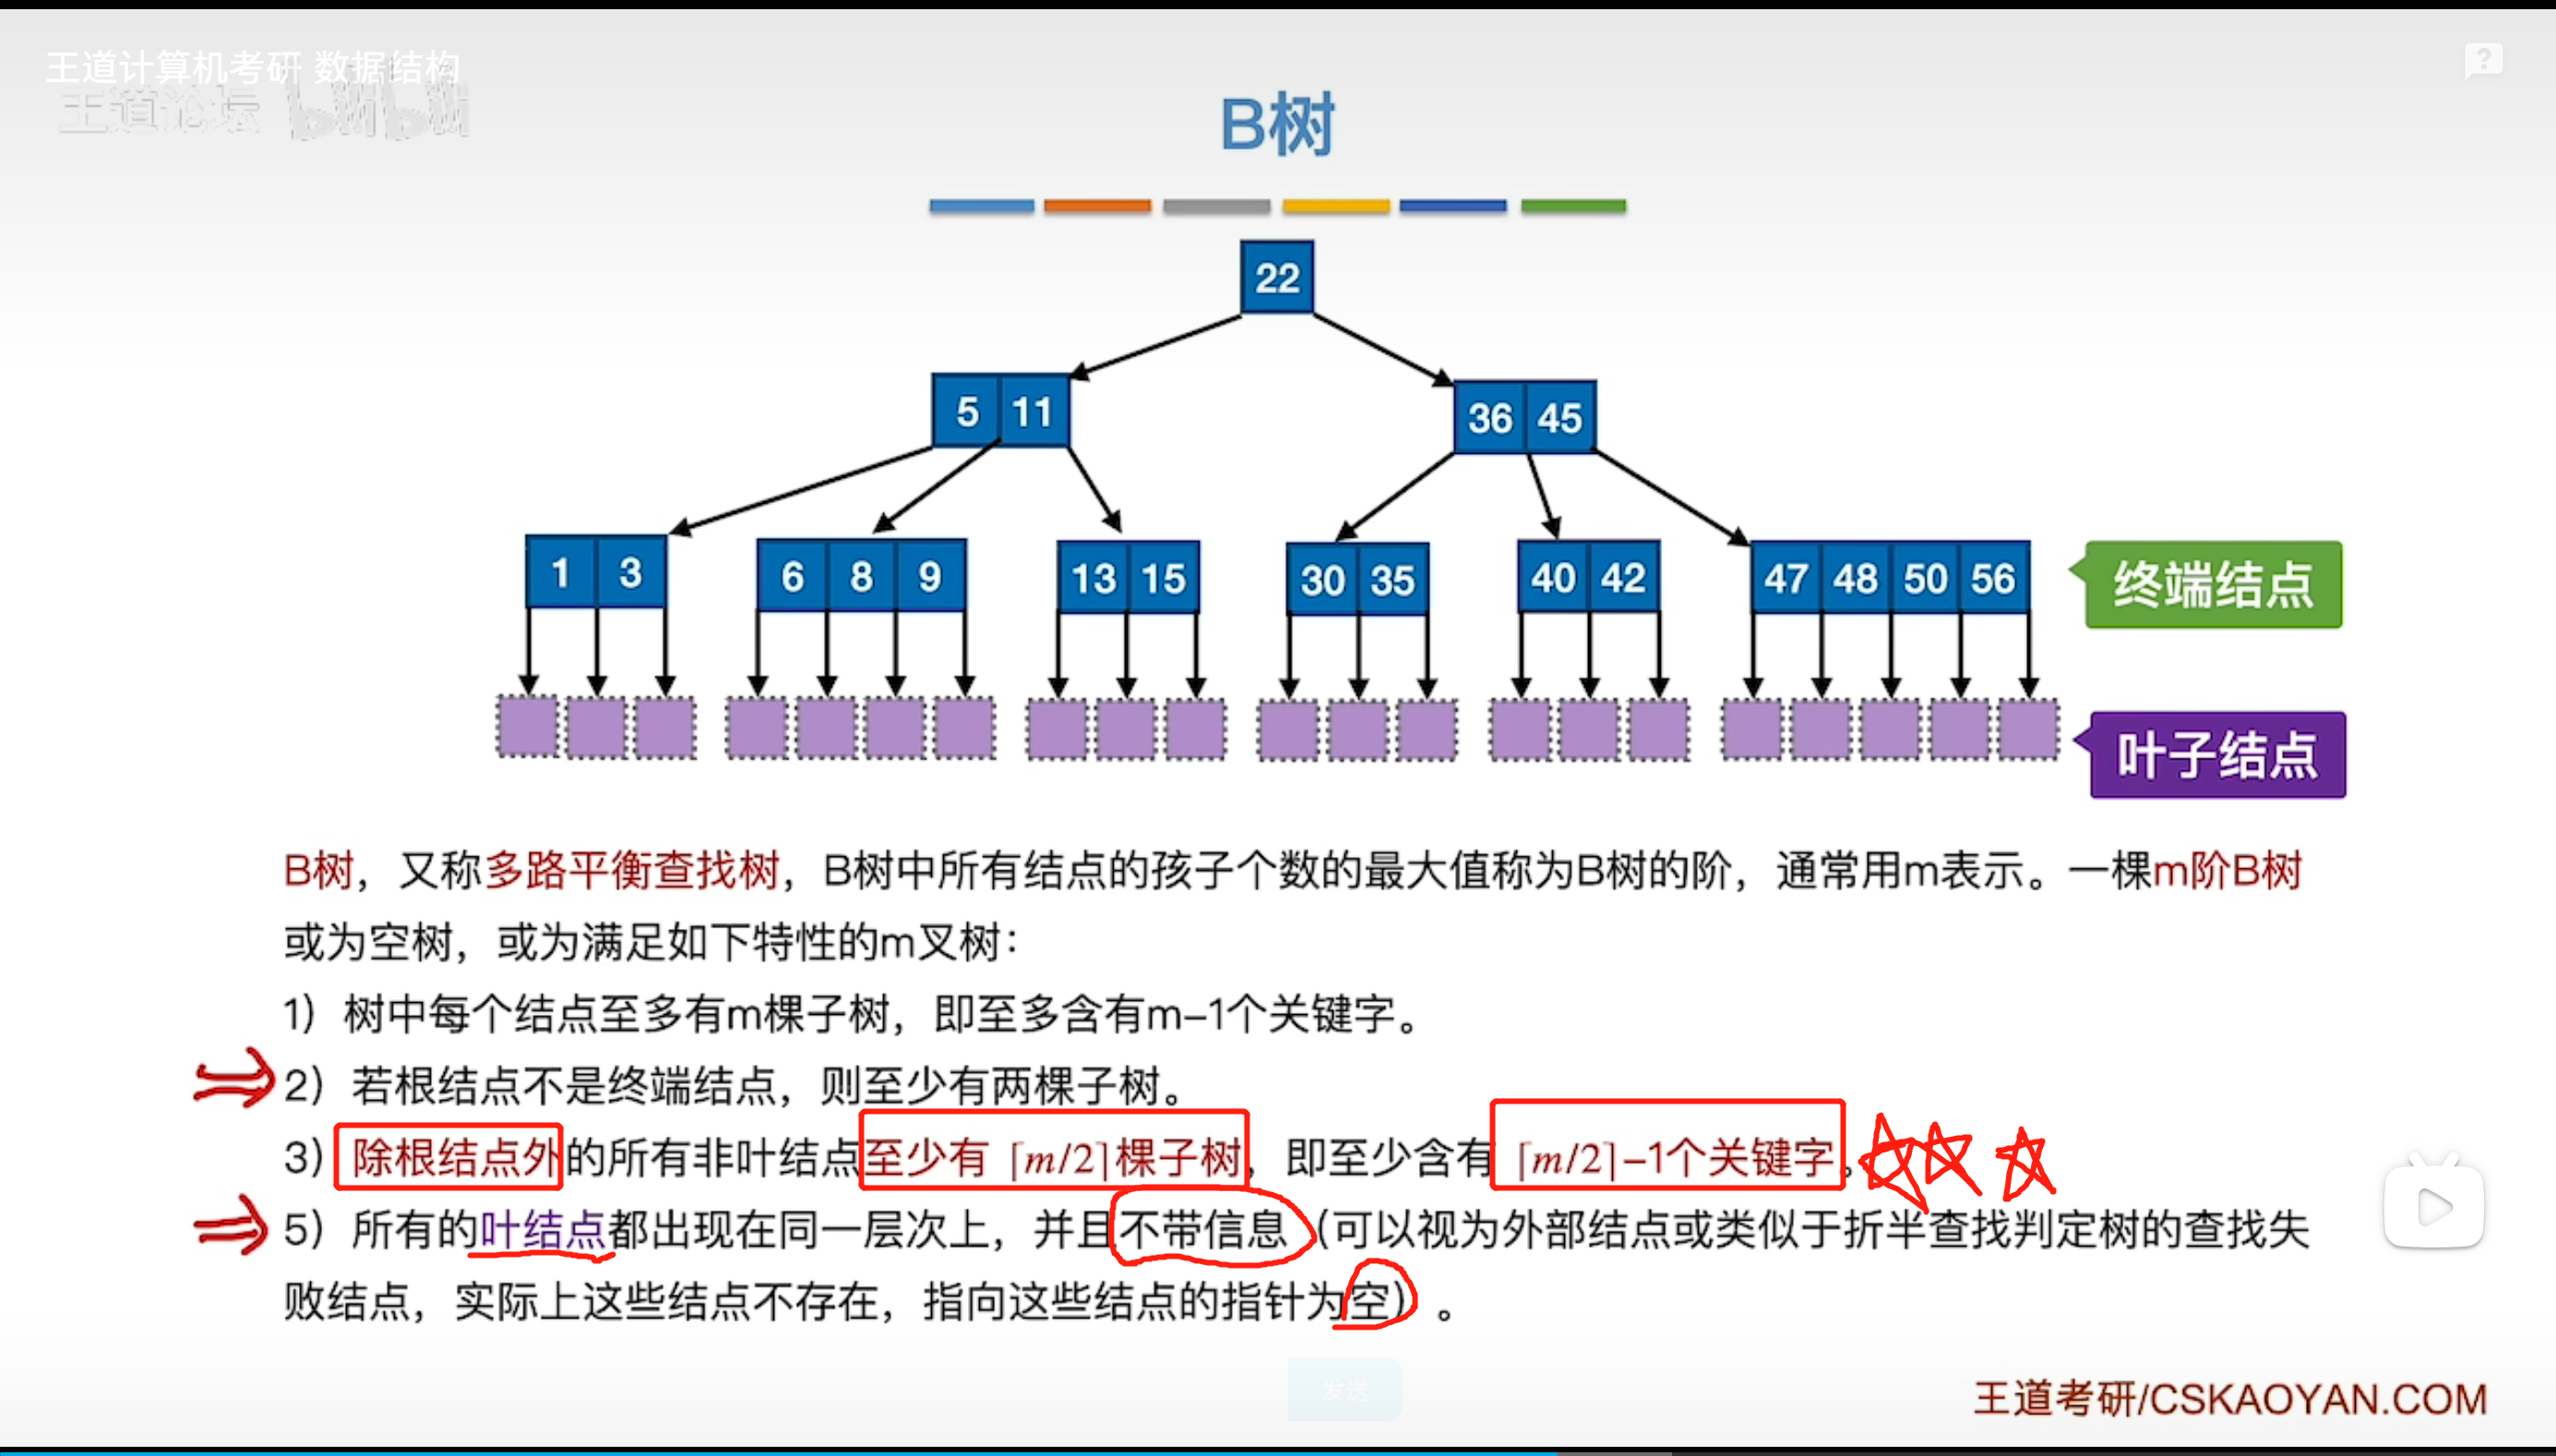 王道计算机考研 数据结构
王道论坛 bilibili
B树
22
5 11
36 45
1 3
6 8 9
13 15
30 35
40 42
47 48 50 56
终端结点
叶子结点
B树，又称多路平衡查找树，B树中所有结点的孩子个数的最大值称为B树的阶，通常用m表示。一棵m阶B树
或为空树，或为满足如下特性的m叉树：
1）树中每个结点至多有m棵子树，即至多含有m-1个关键字。
2）若根结点不是终端结点，则至少有两棵子树。
3）除根结点外的所有非叶结点至少有 ⌈m/2⌉棵子树，即至少含有 ⌈m/2⌉-1个关键字。
5）所有的叶结点都出现在同一层次上，并且不带信息（可以视为外部结点或类似于折半查找判定树的查找失
败结点，实际上这些结点不存在，指向这些结点的指针为空）。
发送
王道考研/CSKAOYAN.COM